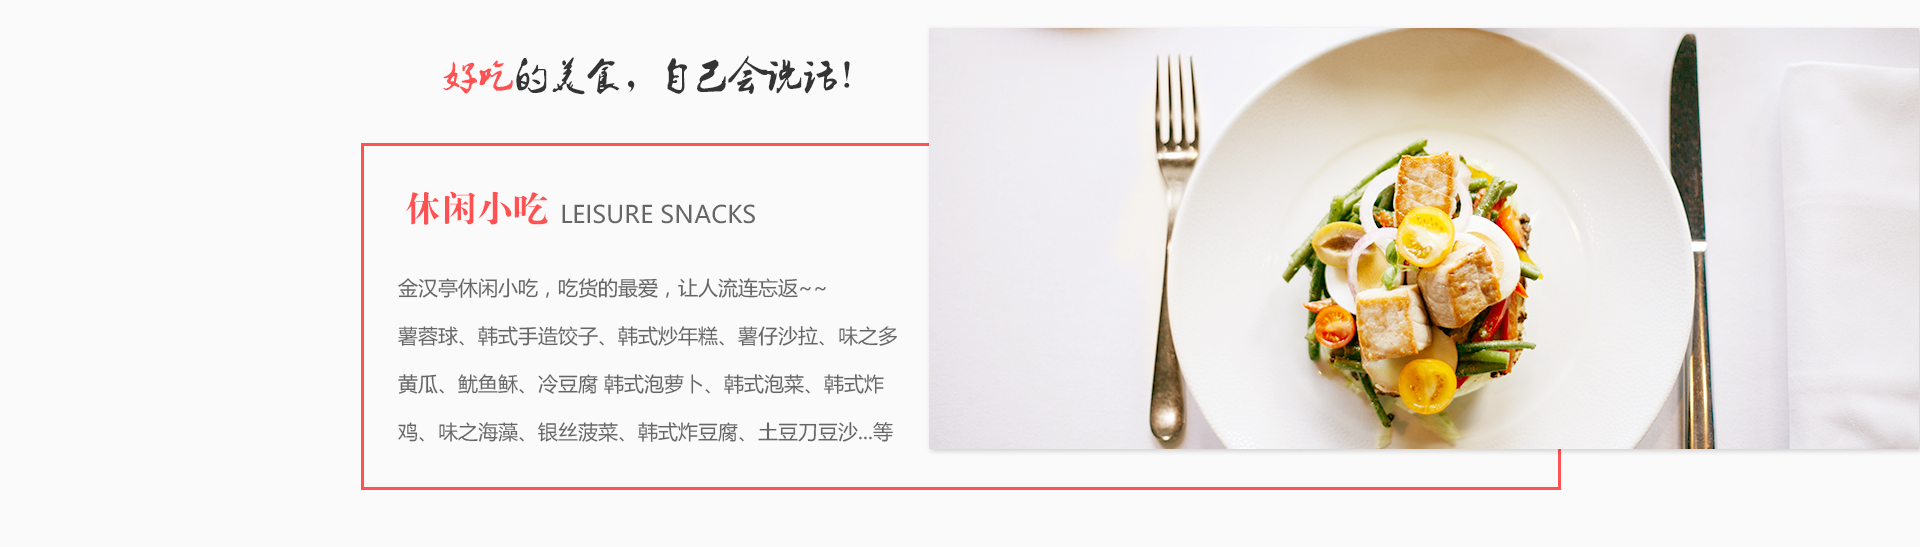 好吃的美食，自己会说话！
休闲小吃 LEISURE SNACKS
金汉亭休闲小吃，吃货的最爱，让人流连忘返~~
薯蓉球、韩式手造饺子、韩式炒年糕、薯仔沙拉、味之多
黄瓜、鱿鱼稣、冷豆腐 韩式泡萝卜、韩式泡菜、韩式炸
鸡、味之海藻、银丝菠菜、韩式炸豆腐、土豆刀豆沙...等